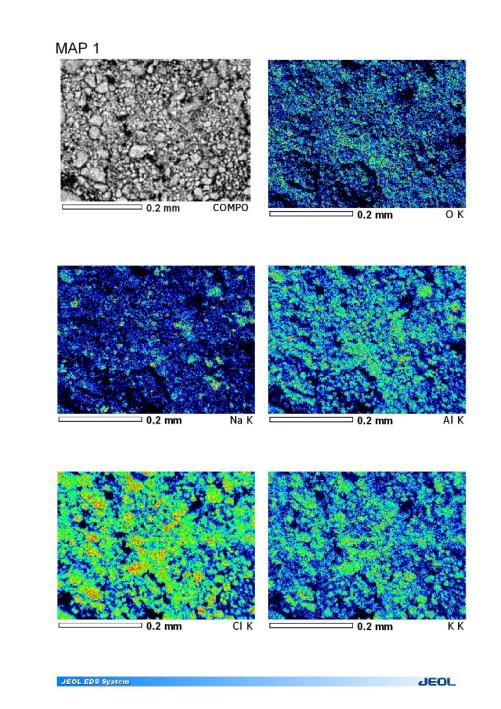 MAP 1
0.2 mm COMPO
0.2 mm O K
0.2 mm Na K
0.2 mm Al K
0.2 mm Cl K
0.2 mm K K
JEOL EDS System JEOL